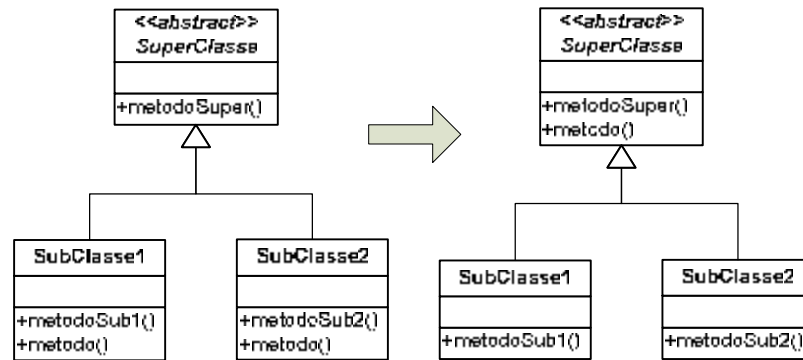 <<abstract>>
SuperClasse
+metodoSuper()
SubClasse1
+metodoSub1()
+metodo()
SubClasse2
+metodoSub2()
+metodo()
<<abstract>>
SuperClasse
+metodoSuper()
+metodo()
SubClasse1
+metodoSub1()
SubClasse2
+metodoSub2()